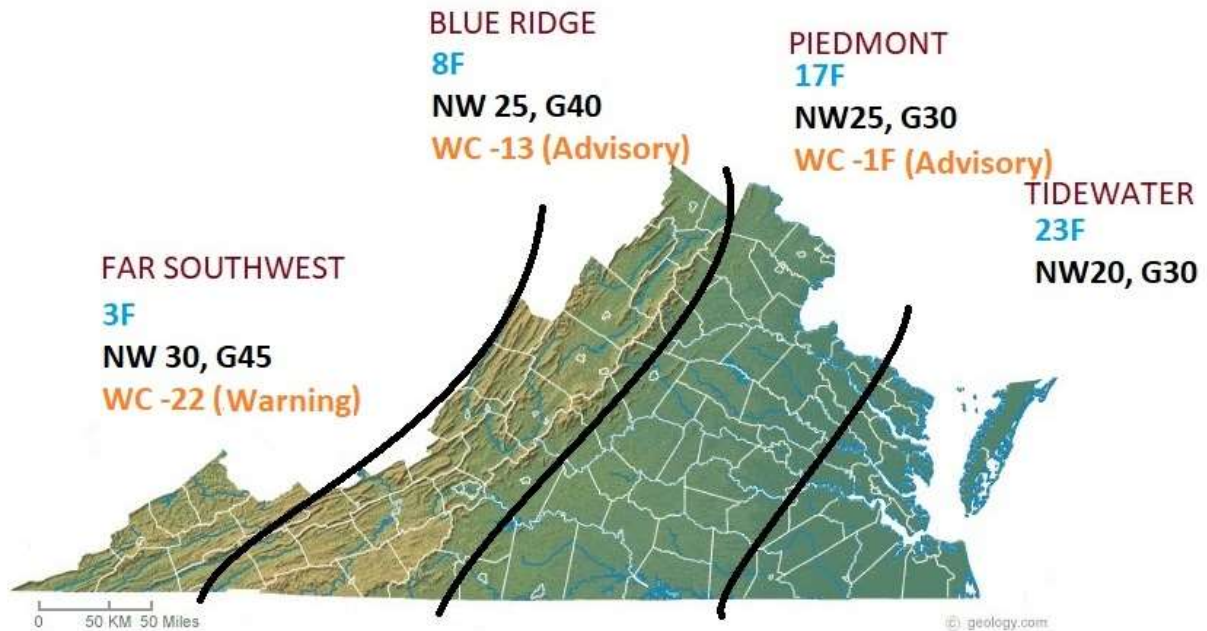 BLUE RIDGE
8F
NW 25, G40
WC -13 (Advisory)
PIEDMONT
17F
NW25, G30
WC -1F (Advisory)
TIDEWATER
23F
NW20, G30
FAR SOUTHWEST
3F
NW 30, G45
WC -22 (Warning)
0 50 KM 50 Miles
© geology.com